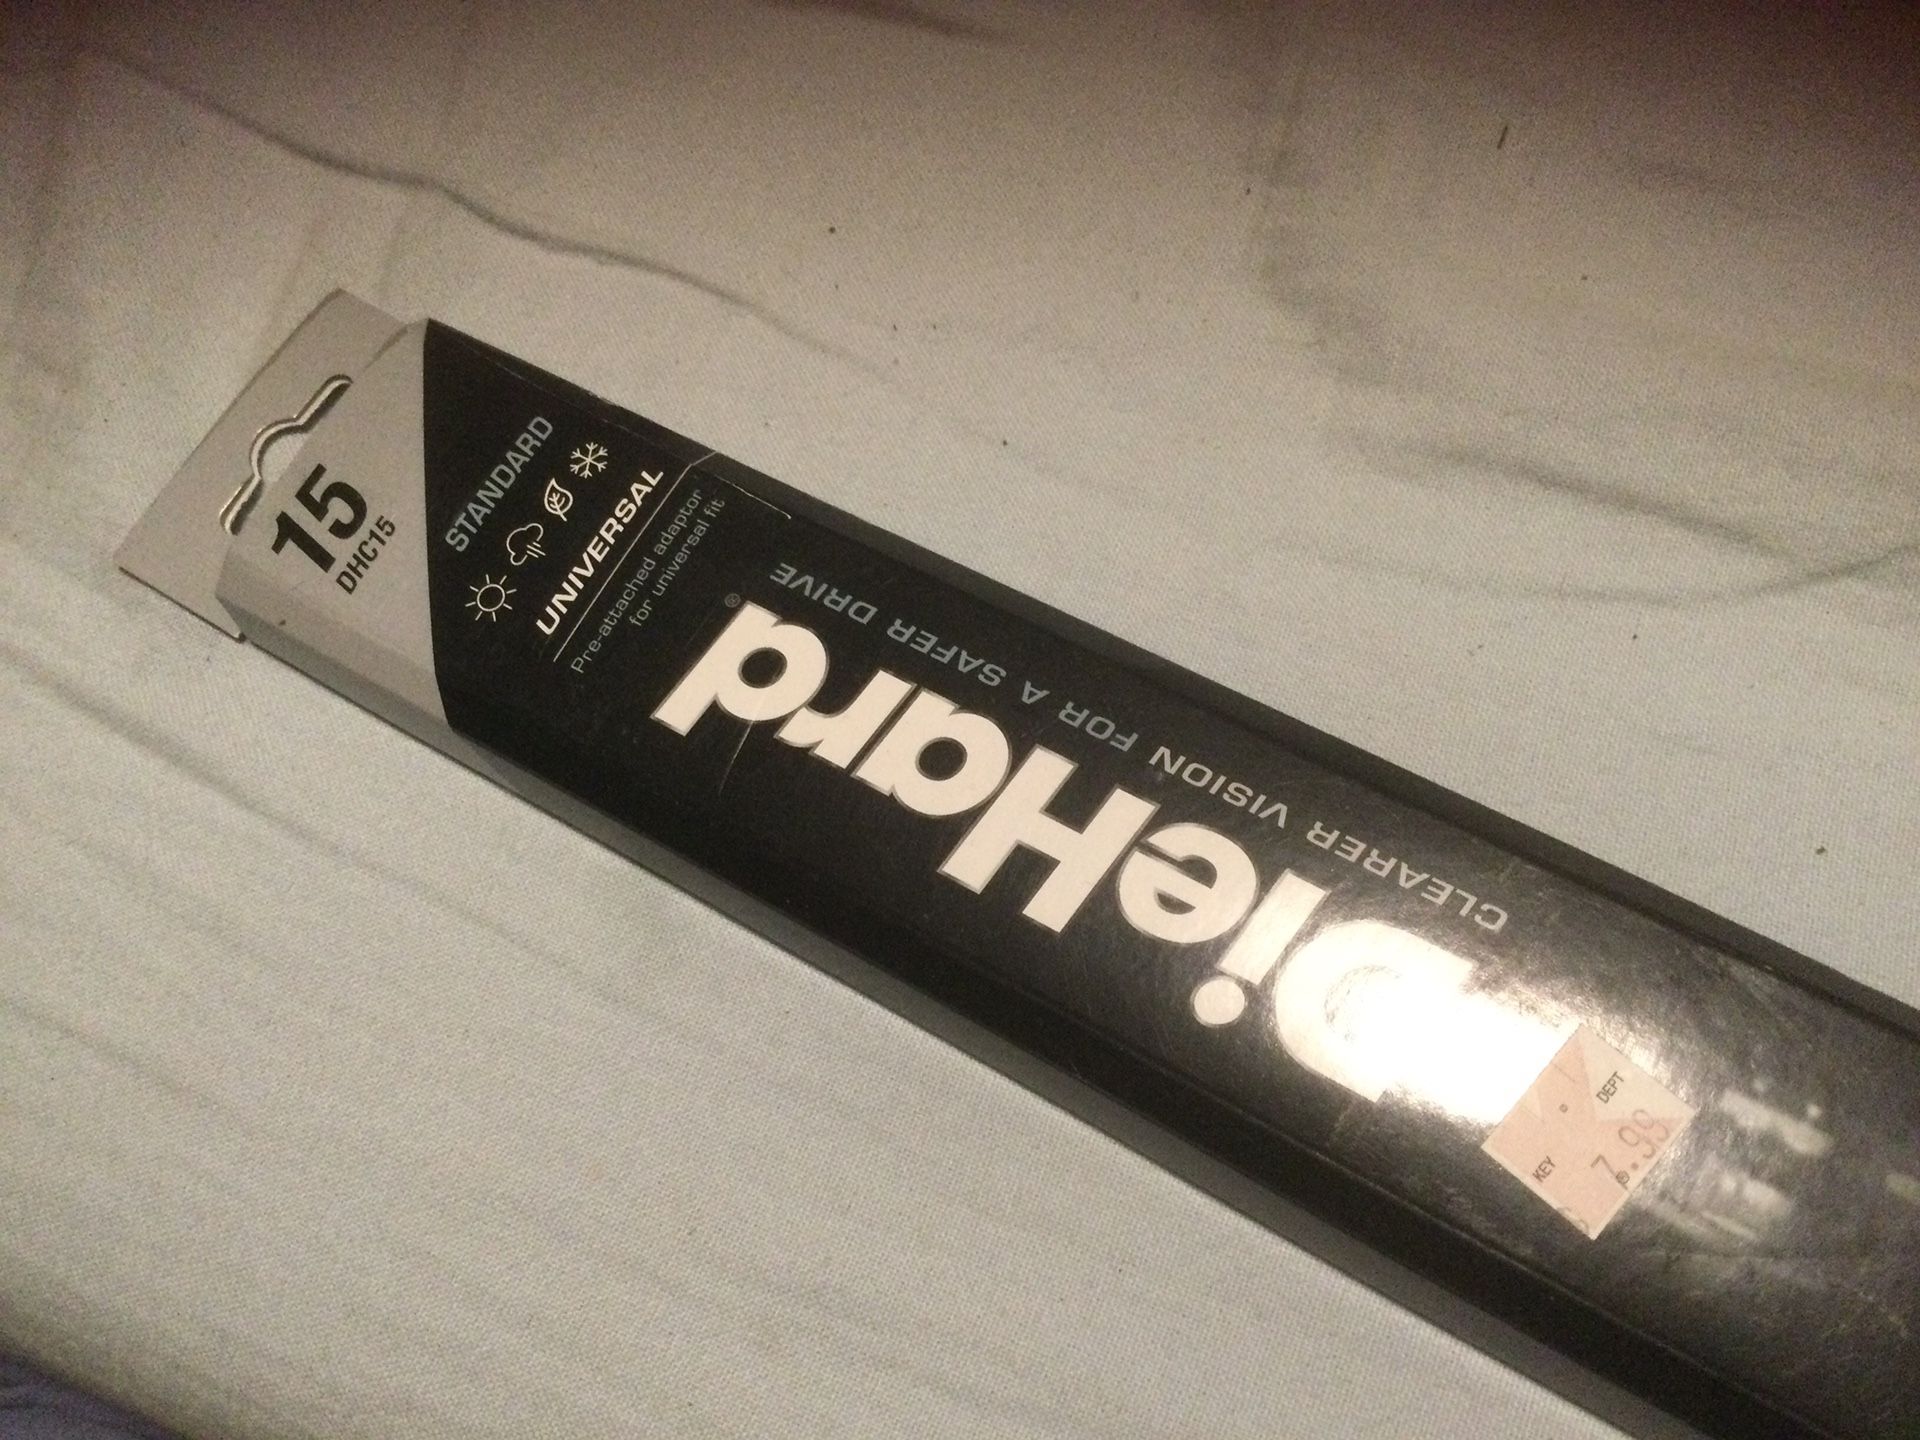 15
DHC15
STANDARD
UNIVERSAL
Pre-attached adaptor
for universal fit
DieHard®
CLEARER VISION FOR A SAFER DRIVE
DEPT
KEY
7.99